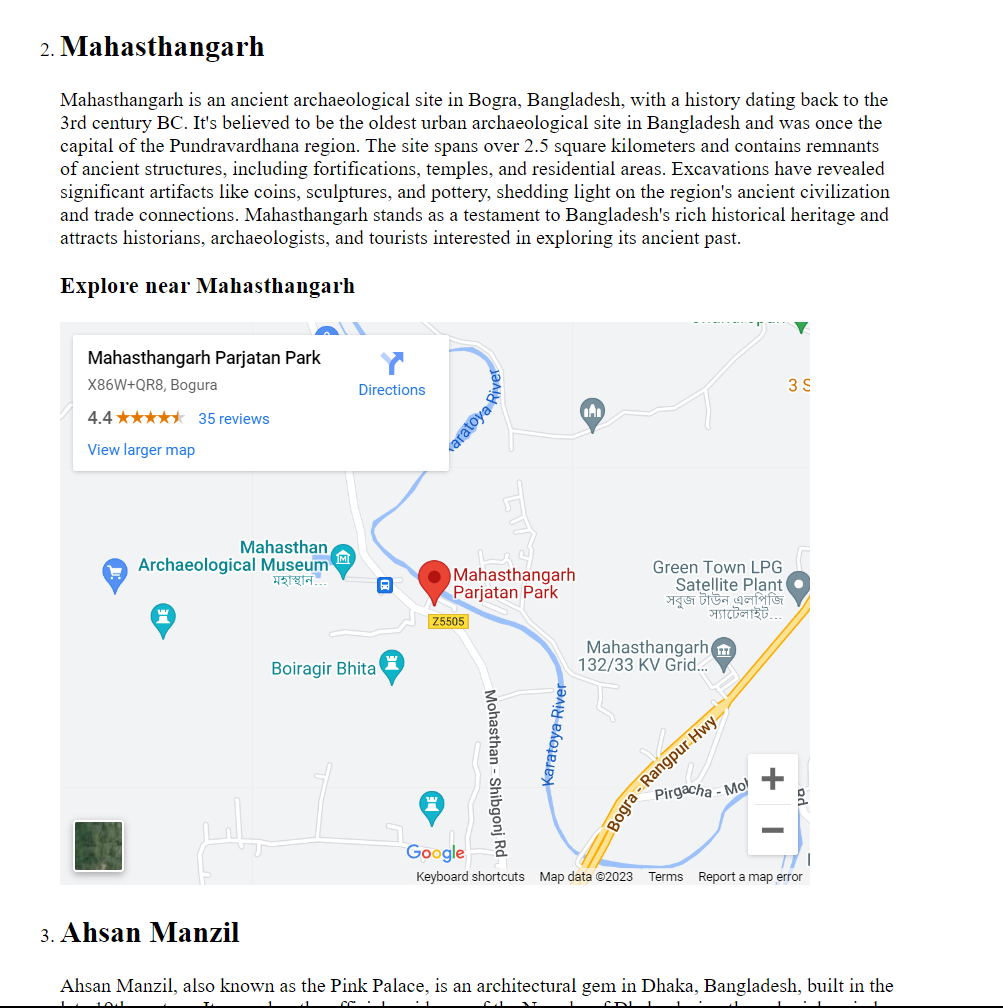 2. Mahasthangarh
Mahasthangarh is an ancient archaeological site in Bogra, Bangladesh, with a history dating back to the
3rd century BC. It's believed to be the oldest urban archaeological site in Bangladesh and was once the
capital of the Pundravardhana region. The site spans over 2.5 square kilometers and contains remnants
of ancient structures, including fortifications, temples, and residential areas. Excavations have revealed
significant artifacts like coins, sculptures, and pottery, shedding light on the region's ancient civilization
and trade connections. Mahasthangarh stands as a testament to Bangladesh's rich historical heritage and
attracts historians, archaeologists, and tourists interested in exploring its ancient past.
Explore near Mahasthangarh
Mahasthangarh Parjatan Park
X86W+QR8, Bogura
4.4
35 reviews
View larger map
Directions
Karatoya River
3 S
Mahasthan
Archaeological Museum
মহাস্থান...
Mahasthangarh
Parjatan Park
Z5505
Green Town LPG
Satellite Plant
সবুজ টাউন এলপিজি
স্যাটেলাইট...
Boiragir Bhita
Mahasthangarh
132/33 KV Grid...
Mohasthan - Shibgonj Rd
Karatoya River
Bogra - Rangpur Hwy
Pirgacha - Mo
Rd
Google
Keyboard shortcuts
Map data ©2023
Terms
Report a map error
3. Ahsan Manzil
Ahsan Manzil, also known as the Pink Palace, is an architectural gem in Dhaka, Bangladesh, built in the